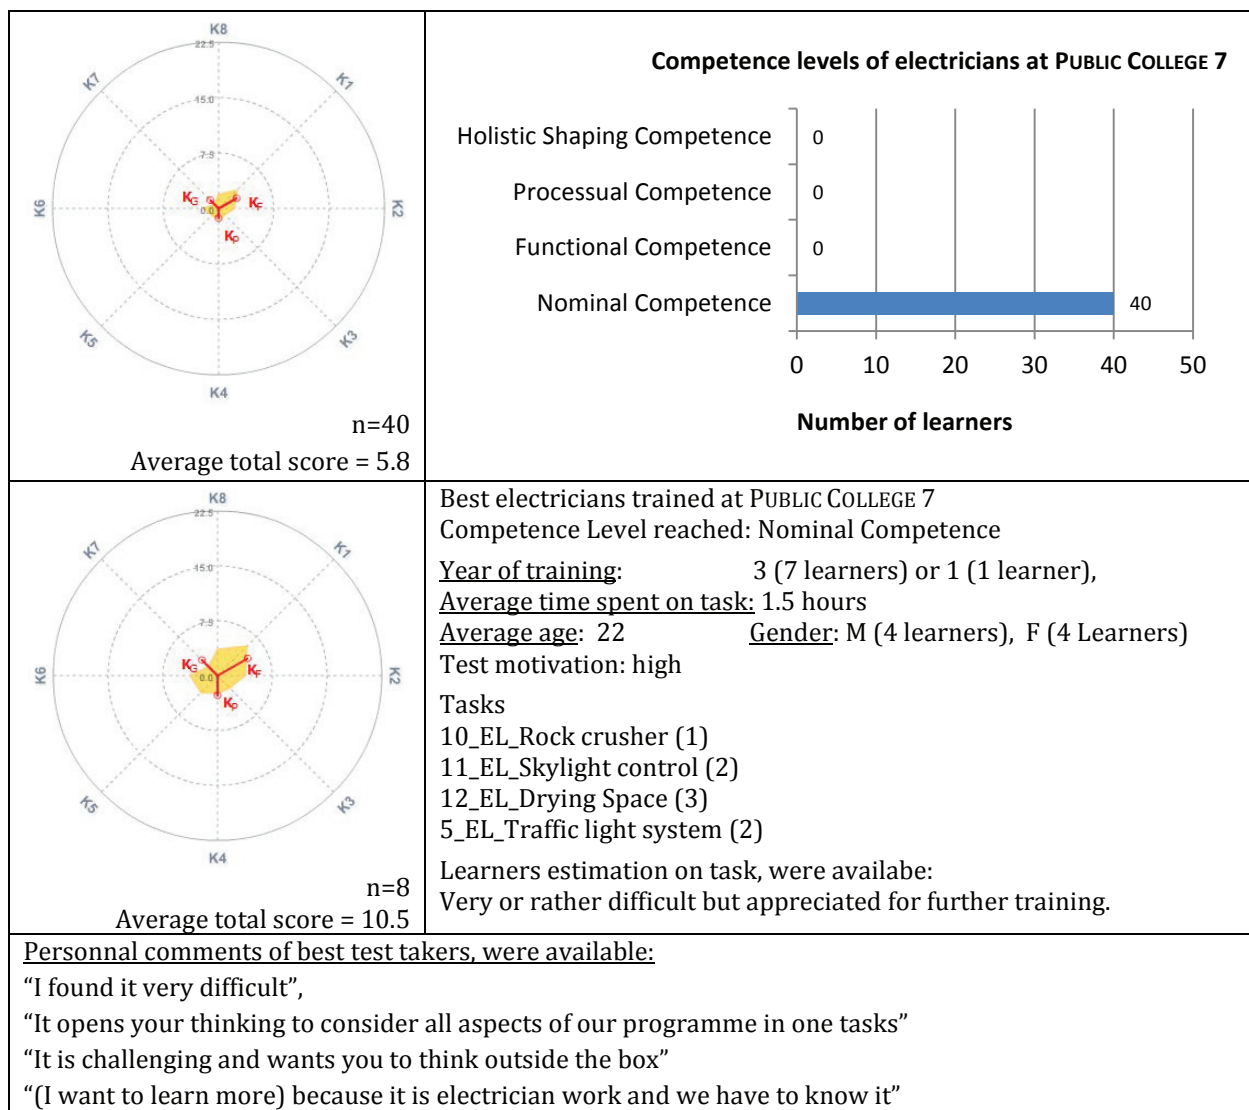 K8
22.5
K7
K1
15.0
7.5
KG
KF
K6
0.0
K2
KP
K5
K3
K4
n=40
Average total score = 5.8
Competence levels of electricians at PUBLIC COLLEGE 7
Holistic Shaping Competence 0
Processual Competence 0
Functional Competence 0
Nominal Competence 40
0 10 20 30 40 50
Number of learners
K8
22.5
K7
K1
15.0
7.5
KG
KF
K6
0.0
K2
KP
K5
K3
K4
n=8
Average total score = 10.5
Best electricians trained at PUBLIC COLLEGE 7
Competence Level reached: Nominal Competence
Year of training: 3 (7 learners) or 1 (1 learner),
Average time spent on task: 1.5 hours
Average age: 22 Gender: M (4 learners), F (4 Learners)
Test motivation: high
Tasks
10_EL_Rock crusher (1)
11_EL_Skylight control (2)
12_EL_Drying Space (3)
5_EL_Traffic light system (2)
Learners estimation on task, were availabe:
Very or rather difficult but appreciated for further training.
Personnal comments of best test takers, were available:
“I found it very difficult”,
“It opens your thinking to consider all aspects of our programme in one tasks”
“It is challenging and wants you to think outside the box”
“(I want to learn more) because it is electrician work and we have to know it”